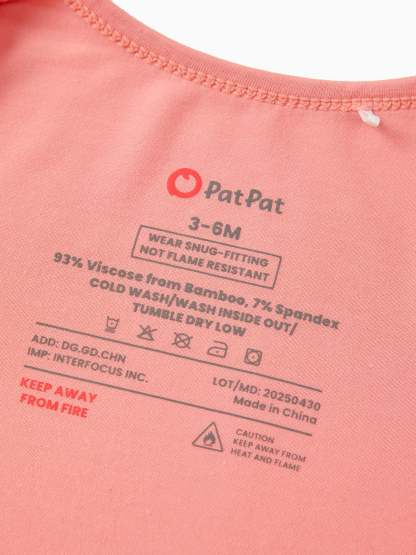 PatPat
3-6M
WEAR SNUG-FITTING
NOT FLAME RESISTANT
93% Viscose from Bamboo, 7% Spandex
COLD WASH/WASH INSIDE OUT/
TUMBLE DRY LOW
ADD: DG.GD.CHN
IMP: INTERFOCUS INC.
LOT/MD: 20250430
Made in China
KEEP AWAY
FROM FIRE
CAUTION
KEEP AWAY FROM
HEAT AND FLAME